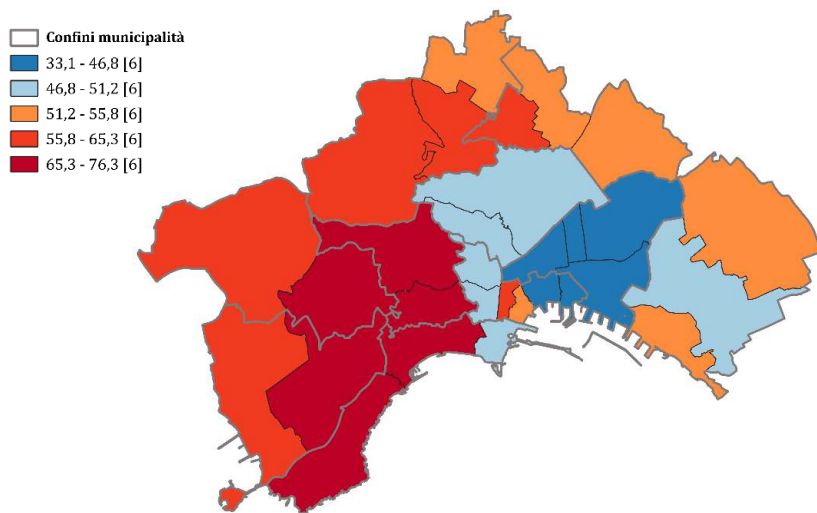 Confini municipalità
33,1 - 46,8 [6]
46,8 - 51,2 [6]
51,2 - 55,8 [6]
55,8 - 65,3 [6]
65,3 - 76,3 [6]